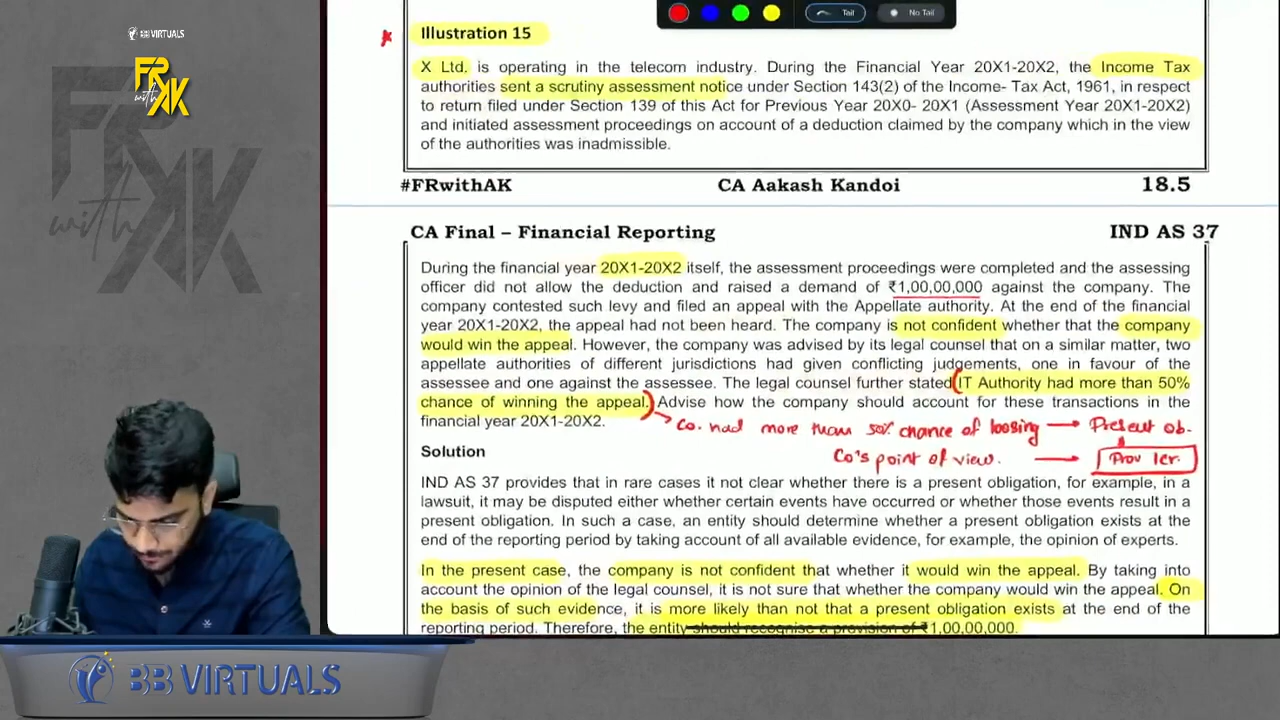 Tail
No Tail
BB VIRTUALS
FR
with
AK
FR
with AK
Illustration 15
X Ltd. is operating in the telecom industry. During the Financial Year 20X1-20X2, the Income Tax
authorities sent a scrutiny assessment notice under Section 143(2) of the Income- Tax Act, 1961, in respect
to return filed under Section 139 of this Act for Previous Year 20X0- 20X1 (Assessment Year 20X1-20X2)
and initiated assessment proceedings on account of a deduction claimed by the company which in the view
of the authorities was inadmissible.
#FRwithAK CA Aakash Kandoi 18.5
CA Final – Financial Reporting IND AS 37
During the financial year 20X1-20X2 itself, the assessment proceedings were completed and the assessing
officer did not allow the deduction and raised a demand of ₹1,00,00,000 against the company. The
company contested such levy and filed an appeal with the Appellate authority. At the end of the financial
year 20X1-20X2, the appeal had not been heard. The company is not confident whether that the company
would win the appeal. However, the company was advised by its legal counsel that on a similar matter, two
appellate authorities of different jurisdictions had given conflicting judgements, one in favour of the
assessee and one against the assessee. The legal counsel further stated IT Authority had more than 50%
chance of winning the appeal. Advise how the company should account for these transactions in the
financial year 20X1-20X2.
Co. had more than 50% chance of loosing → Present ob.
Solution
Co's point of view. → Prov 1cr.
IND AS 37 provides that in rare cases it not clear whether there is a present obligation, for example, in a
lawsuit, it may be disputed either whether certain events have occurred or whether those events result in a
present obligation. In such a case, an entity should determine whether a present obligation exists at the
end of the reporting period by taking account of all available evidence, for example, the opinion of experts.
In the present case, the company is not confident that whether it would win the appeal. By taking into
account the opinion of the legal counsel, it is not sure that whether the company would win the appeal. On
the basis of such evidence, it is more likely than not that a present obligation exists at the end of the
reporting period. Therefore, the entity should recognise a provision of ₹1,00,00,000.
BB VIRTUALS